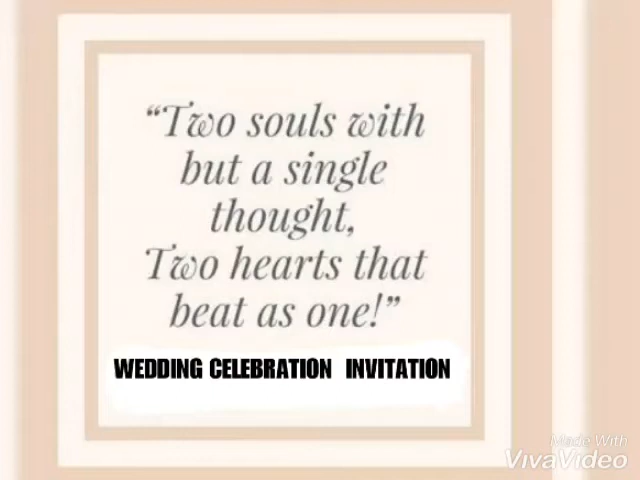 “Two souls with
but a single
thought,
Two hearts that
beat as one!”
WEDDING CELEBRATION INVITATION
Made With
VivaVideo